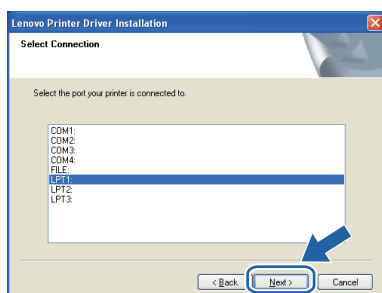 Lenovo Printer Driver Installation
Select Connection
Select the port your printer is connected to.
COM1:
COM2:
COM3:
COM4:
FILE:
LPT1:
LPT2:
LPT3:
< Back
Next >
Cancel